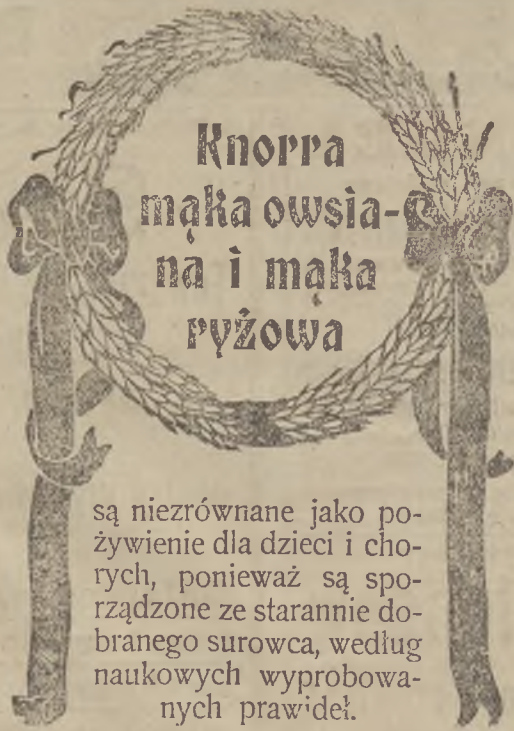 Knorra
mąka owsia-
na i mąka
ryżowa
są niezrównane jako po-
żywienie dla dzieci i cho-
rych, ponieważ są spo-
rządzone ze starannie do-
branego surowca, według
naukowych wyprobowa-
nych prawideł.